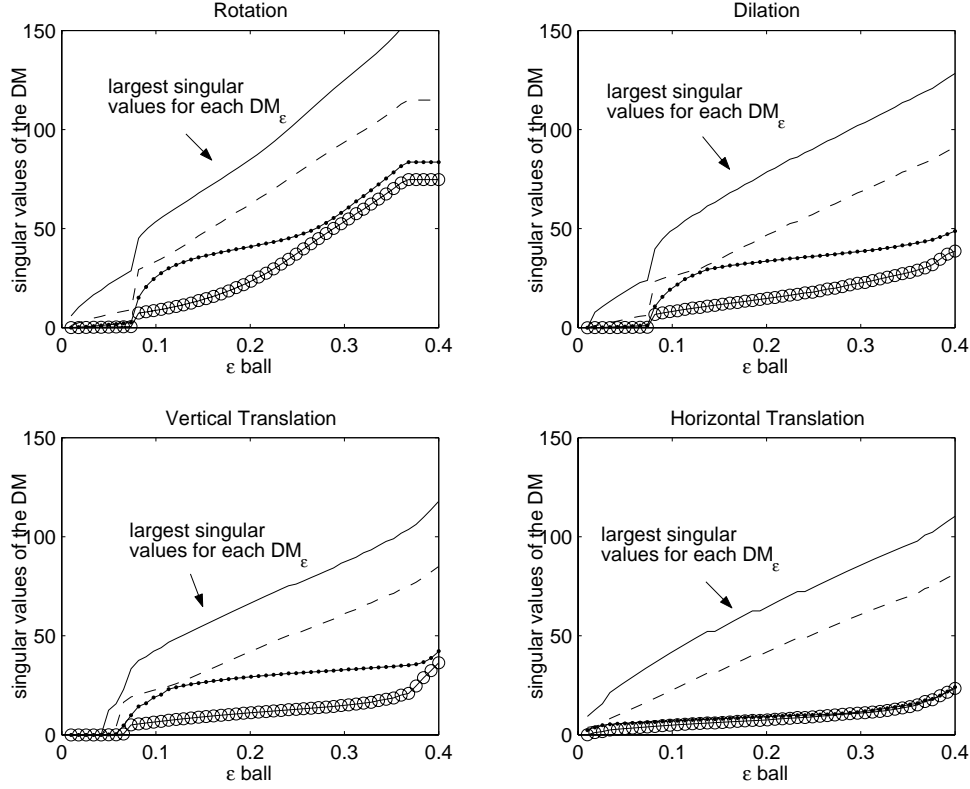 Rotation
150
100
50
0
singular values of the DM
largest singular
values for each DM ε
0
0.1
0.2
0.3
0.4
ε ball
Dilation
150
100
50
0
singular values of the DM
largest singular
values for each DM ε
0
0.1
0.2
0.3
0.4
ε ball
Vertical Translation
150
100
50
0
singular values of the DM
largest singular
values for each DM ε
0
0.1
0.2
0.3
0.4
ε ball
Horizontal Translation
150
100
50
0
singular values of the DM
largest singular
values for each DM ε
0
0.1
0.2
0.3
0.4
ε ball